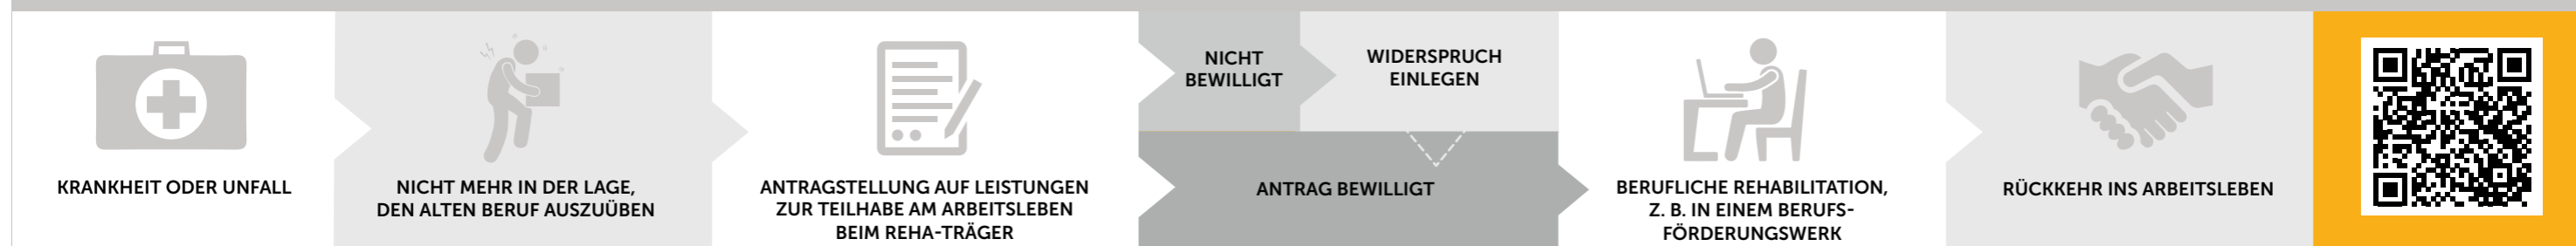 KRANKHEIT ODER UNFALL
NICHT MEHR IN DER LAGE,
DEN ALTEN BERUF AUSZUÜBEN
ANTRAGSTELLUNG AUF LEISTUNGEN
ZUR TEILHABE AM ARBEITSLEBEN
BEIM REHA-TRÄGER
NICHT
BEWILLIGT
WIDERSPRUCH
EINLEGEN
ANTRAG BEWILLIGT
BERUFLICHE REHABILITATION,
Z. B. IN EINEM BERUFS-
FÖRDERUNGSWERK
RÜCKKEHR INS ARBEITSLEBEN